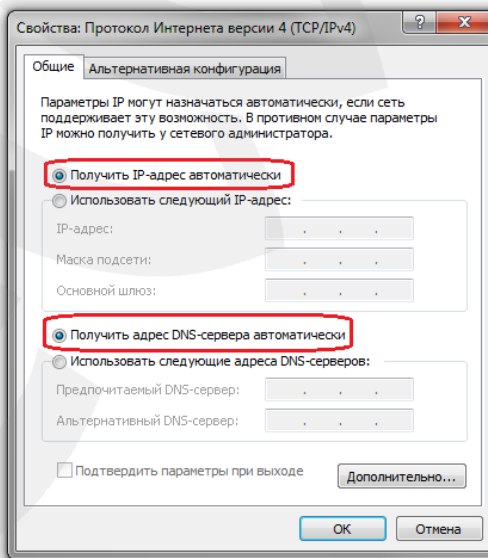 Свойства: Протокол Интернета версии 4 (TCP/IPv4)
Общие
Альтернативная конфигурация
Параметры IP могут назначаться автоматически, если сеть
поддерживает эту возможность. В противном случае параметры
IP можно получить у сетевого администратора.
Получить IP-адрес автоматически
Использовать следующий IP-адрес:
IP-адрес:
Маска подсети:
Основной шлюз:
Получить адрес DNS-сервера автоматически
Использовать следующие адреса DNS-серверов:
Предпочитаемый DNS-сервер:
Альтернативный DNS-сервер:
Подтвердить параметры при выходе
Дополнительно...
ОК
Отмена